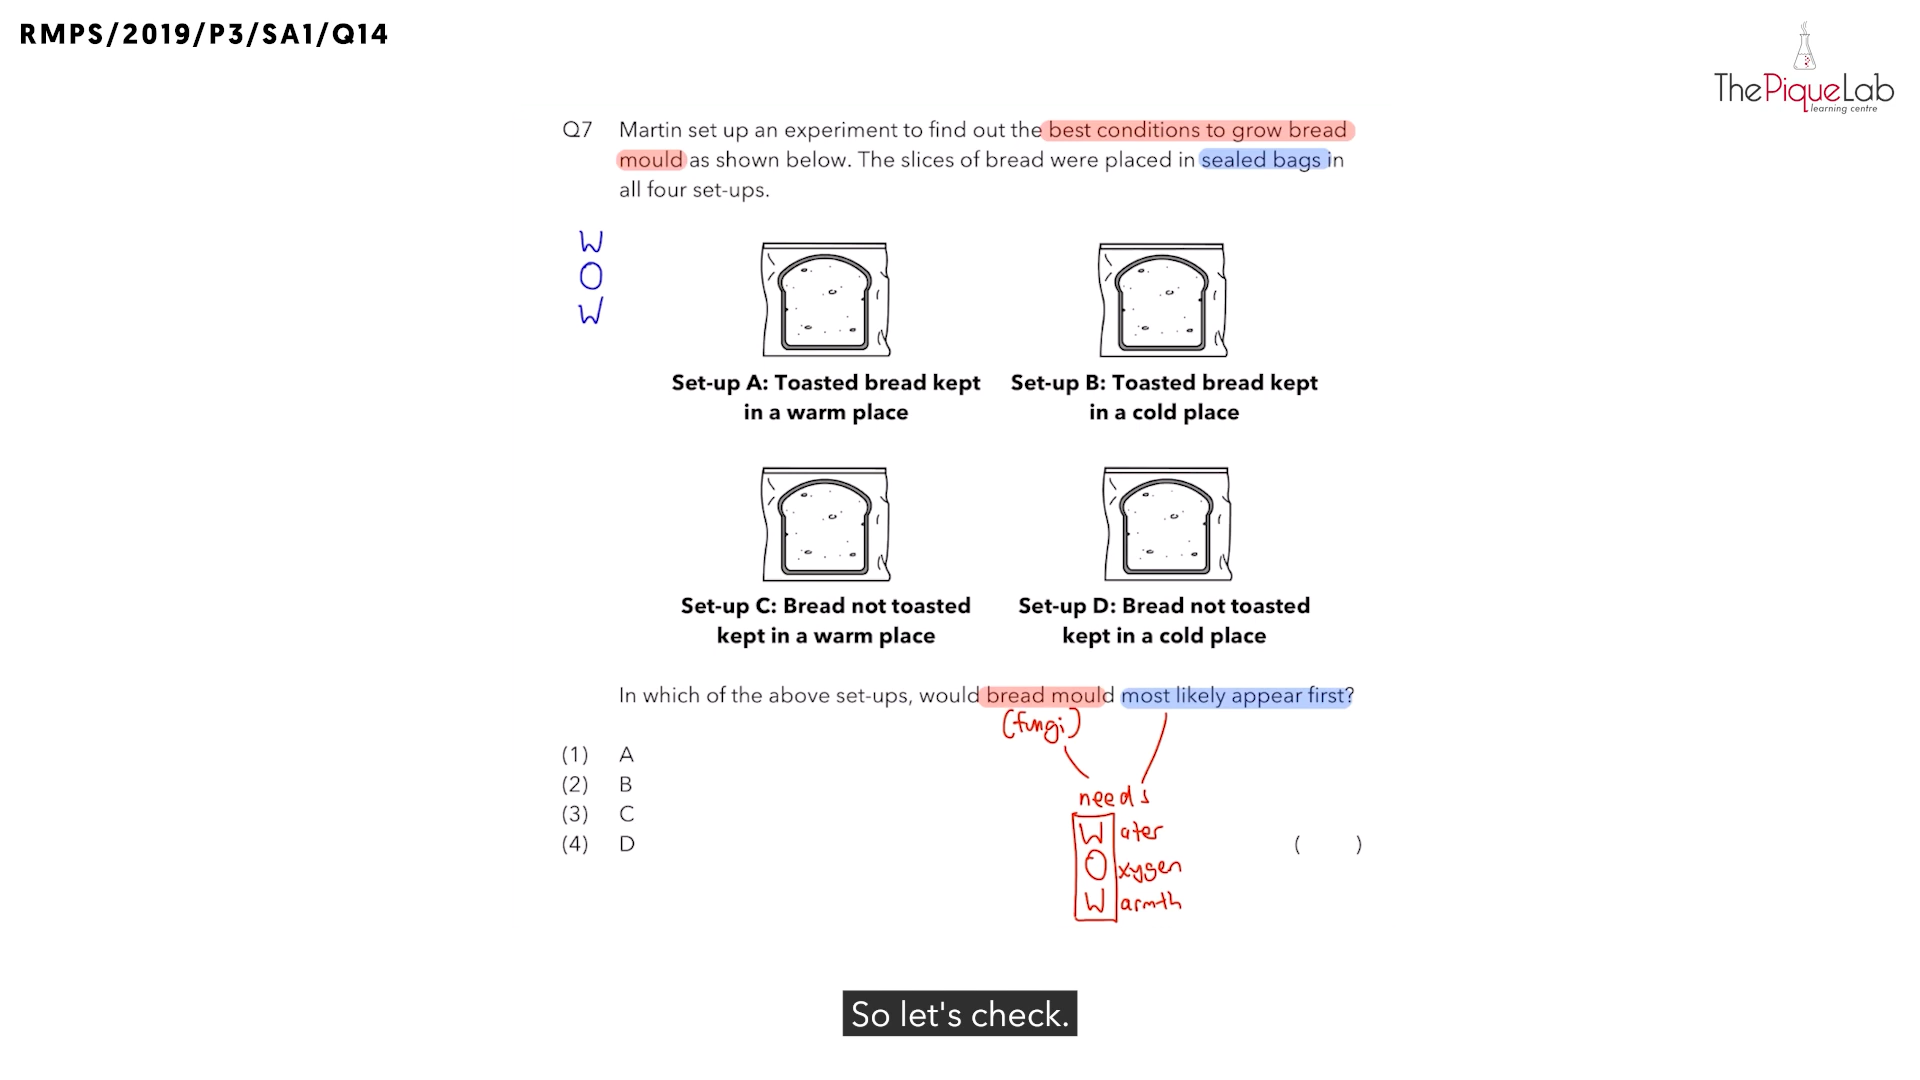 RMPS/2019/P3/SA1/Q14
ThePiqueLab
learning centre
Q7 Martin set up an experiment to find out the best conditions to grow bread
mould as shown below. The slices of bread were placed in sealed bags in
all four set-ups.
W
O
W
Set-up A: Toasted bread kept
in a warm place
Set-up B: Toasted bread kept
in a cold place
Set-up C: Bread not toasted
kept in a warm place
Set-up D: Bread not toasted
kept in a cold place
In which of the above set-ups, would bread mould most likely appear first?
(fungi)
(1) A
(2) B
(3) C
(4) D
( )
needs
Water
Oxygen
Warmth
So let's check.